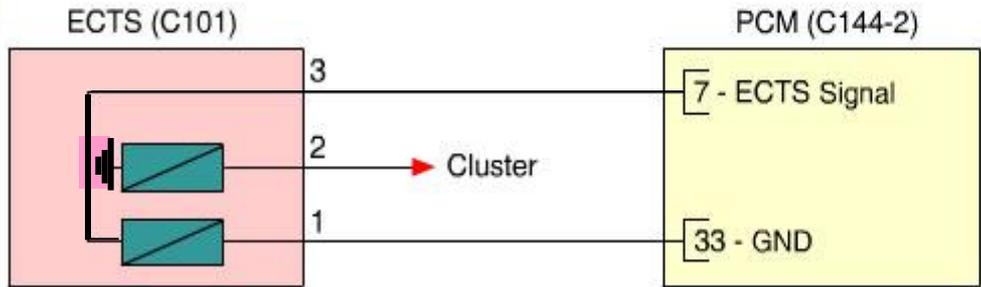 ECTS (C101)
PCM (C144-2)
3
7 - ECTS Signal
2
Cluster
1
33 - GND